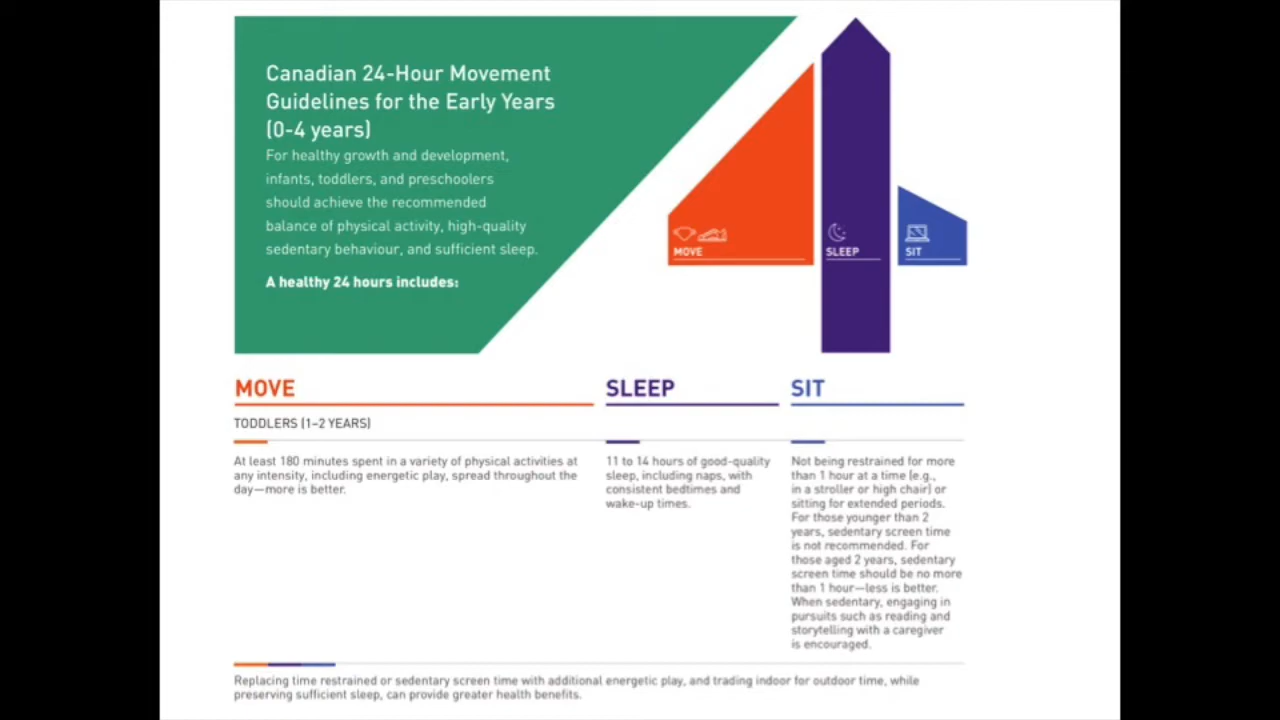 Canadian 24-Hour Movement
Guidelines for the Early Years
(0-4 years)
For healthy growth and development,
infants, toddlers, and preschoolers
should achieve the recommended
balance of physical activity, high-quality
sedentary behaviour, and sufficient sleep.
A healthy 24 hours includes:
MOVE
SLEEP
SIT
MOVE
TODDLERS (1–2 YEARS)
At least 180 minutes spent in a variety of physical activities at
any intensity, including energetic play, spread throughout the
day—more is better.
SLEEP
11 to 14 hours of good-quality
sleep, including naps, with
consistent bedtimes and
wake-up times.
SIT
Not being restrained for more
than 1 hour at a time (e.g.,
in a stroller or high chair) or
sitting for extended periods.
For those younger than 2
years, sedentary screen time
is not recommended. For
those aged 2 years, sedentary
screen time should be no more
than 1 hour—less is better.
When sedentary, engaging in
pursuits such as reading and
storytelling with a caregiver
is encouraged.
Replacing time restrained or sedentary screen time with additional energetic play, and trading indoor for outdoor time, while
preserving sufficient sleep, can provide greater health benefits.